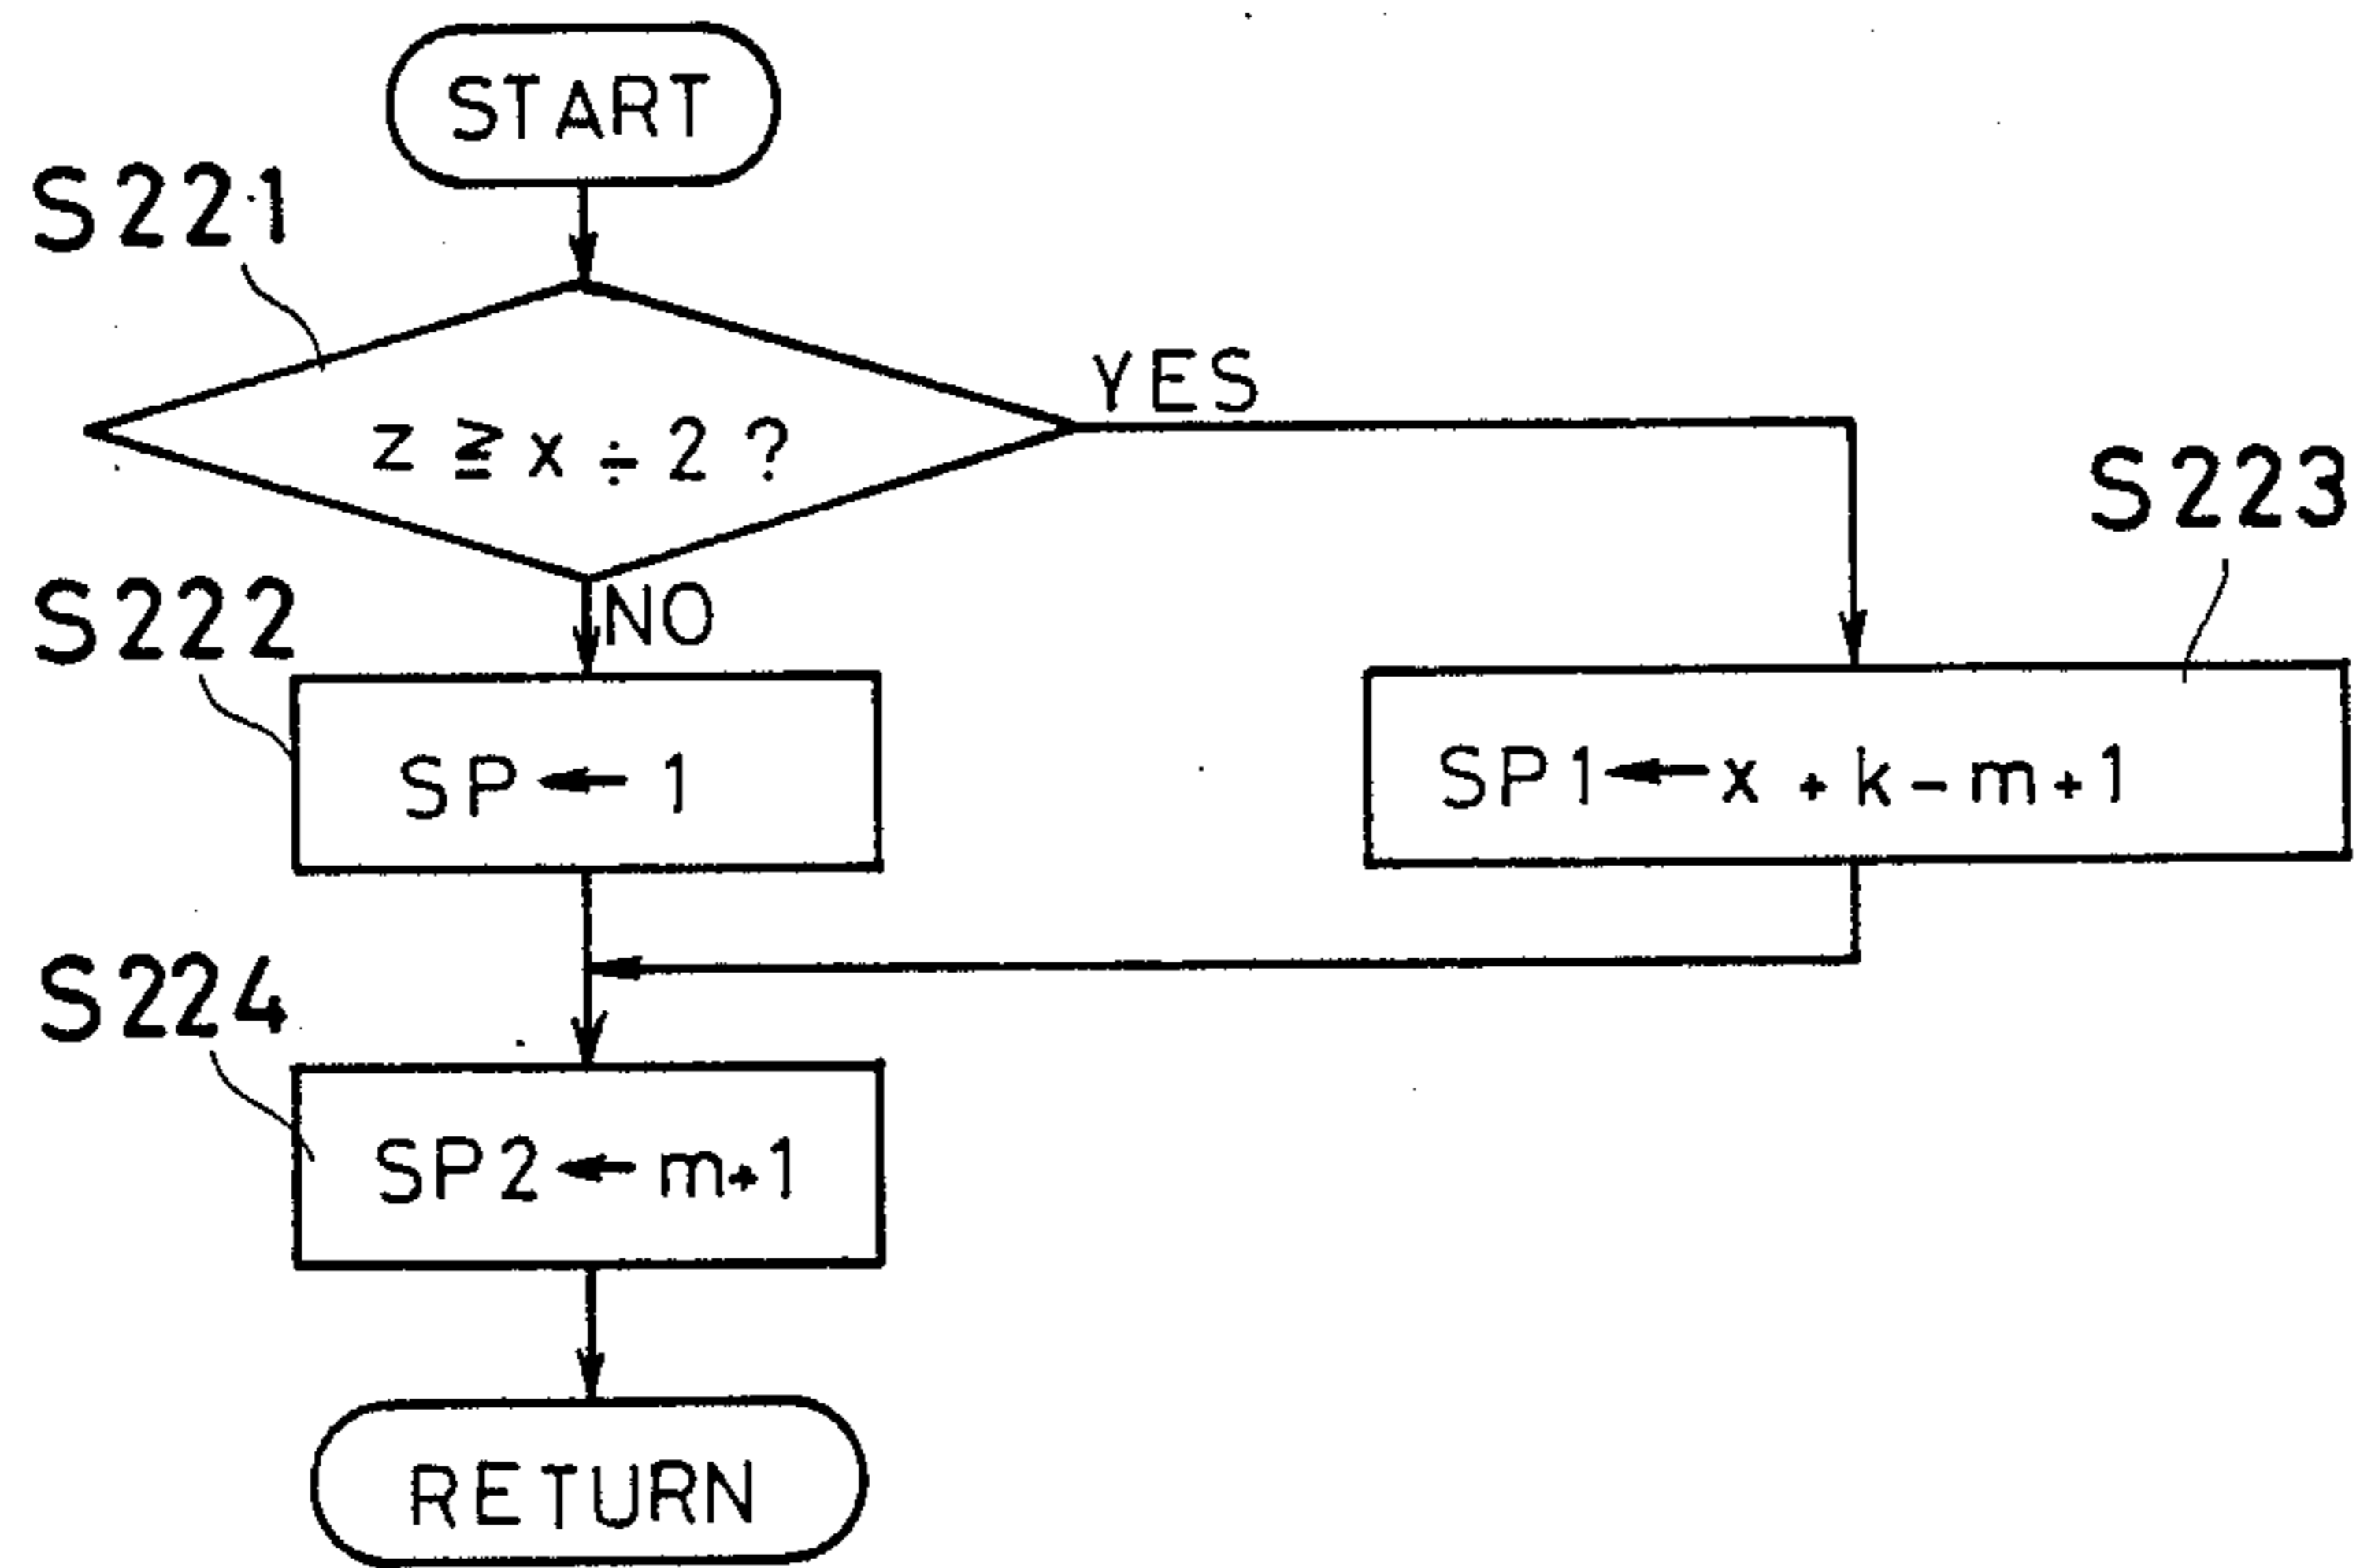 START
S221
z ≧ x ÷ 2 ?
YES
NO
S222
SP ← 1
S223
SP1 ← x + k - m + 1
S224
SP2 ← m + 1
RETURN